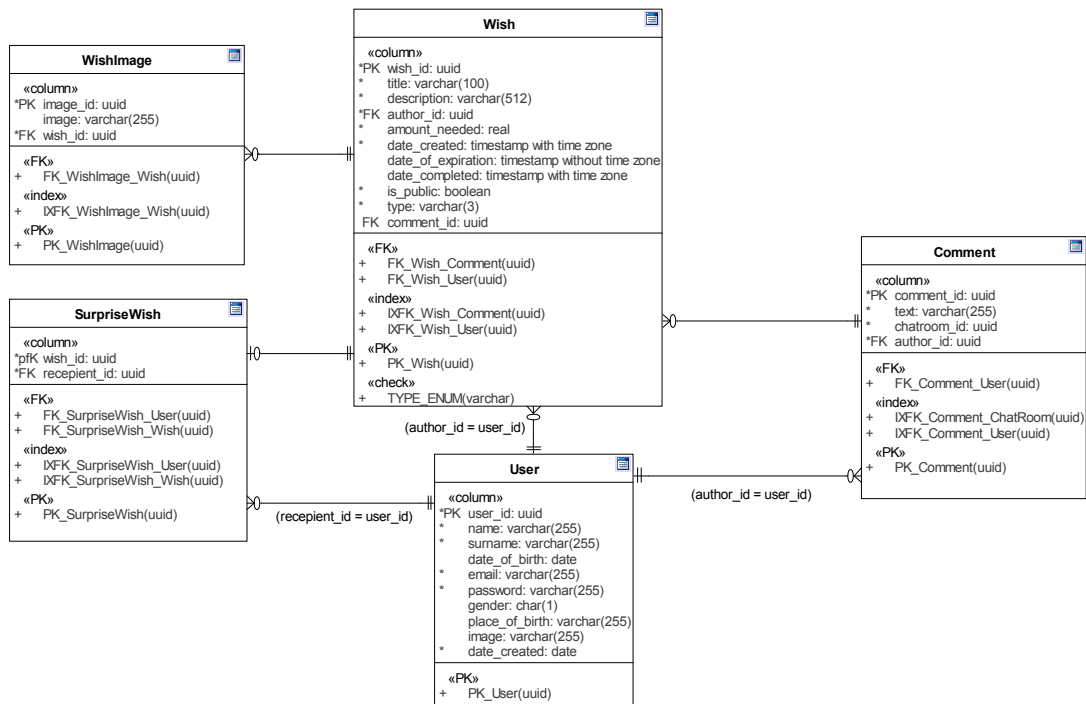 WishImage
«column»
*PK image_id: uuid
image: varchar(255)
*FK wish_id: uuid
«FK»
+ FK_WishImage_Wish(uuid)
«index»
+ IXFK_WishImage_Wish(uuid)
«PK»
+ PK_WishImage(uuid)
Wish
«column»
*PK wish_id: uuid
* title: varchar(100)
* description: varchar(512)
*FK author_id: uuid
* amount_needed: real
* date_created: timestamp with time zone
date_of_expiration: timestamp without time zone
date_completed: timestamp with time zone
* is_public: boolean
* type: varchar(3)
FK comment_id: uuid
«FK»
+ FK_Wish_Comment(uuid)
+ FK_Wish_User(uuid)
«index»
+ IXFK_Wish_Comment(uuid)
+ IXFK_Wish_User(uuid)
«PK»
+ PK_Wish(uuid)
«check»
+ TYPE_ENUM(varchar)
Comment
«column»
*PK comment_id: uuid
* text: varchar(255)
* chatroom_id: uuid
*FK author_id: uuid
«FK»
+ FK_Comment_User(uuid)
«index»
+ IXFK_Comment_ChatRoom(uuid)
+ IXFK_Comment_User(uuid)
«PK»
+ PK_Comment(uuid)
SurpriseWish
«column»
*pfK wish_id: uuid
*FK recepient_id: uuid
«FK»
+ FK_SurpriseWish_User(uuid)
+ FK_SurpriseWish_Wish(uuid)
«index»
+ IXFK_SurpriseWish_User(uuid)
+ IXFK_SurpriseWish_Wish(uuid)
«PK»
+ PK_SurpriseWish(uuid)
(author_id = user_id)
(recepient_id = user_id)
(author_id = user_id)
User
«column»
*PK user_id: uuid
* name: varchar(255)
* surname: varchar(255)
date_of_birth: date
* email: varchar(255)
* password: varchar(255)
gender: char(1)
place_of_birth: varchar(255)
image: varchar(255)
* date_created: date
«PK»
+ PK_User(uuid)